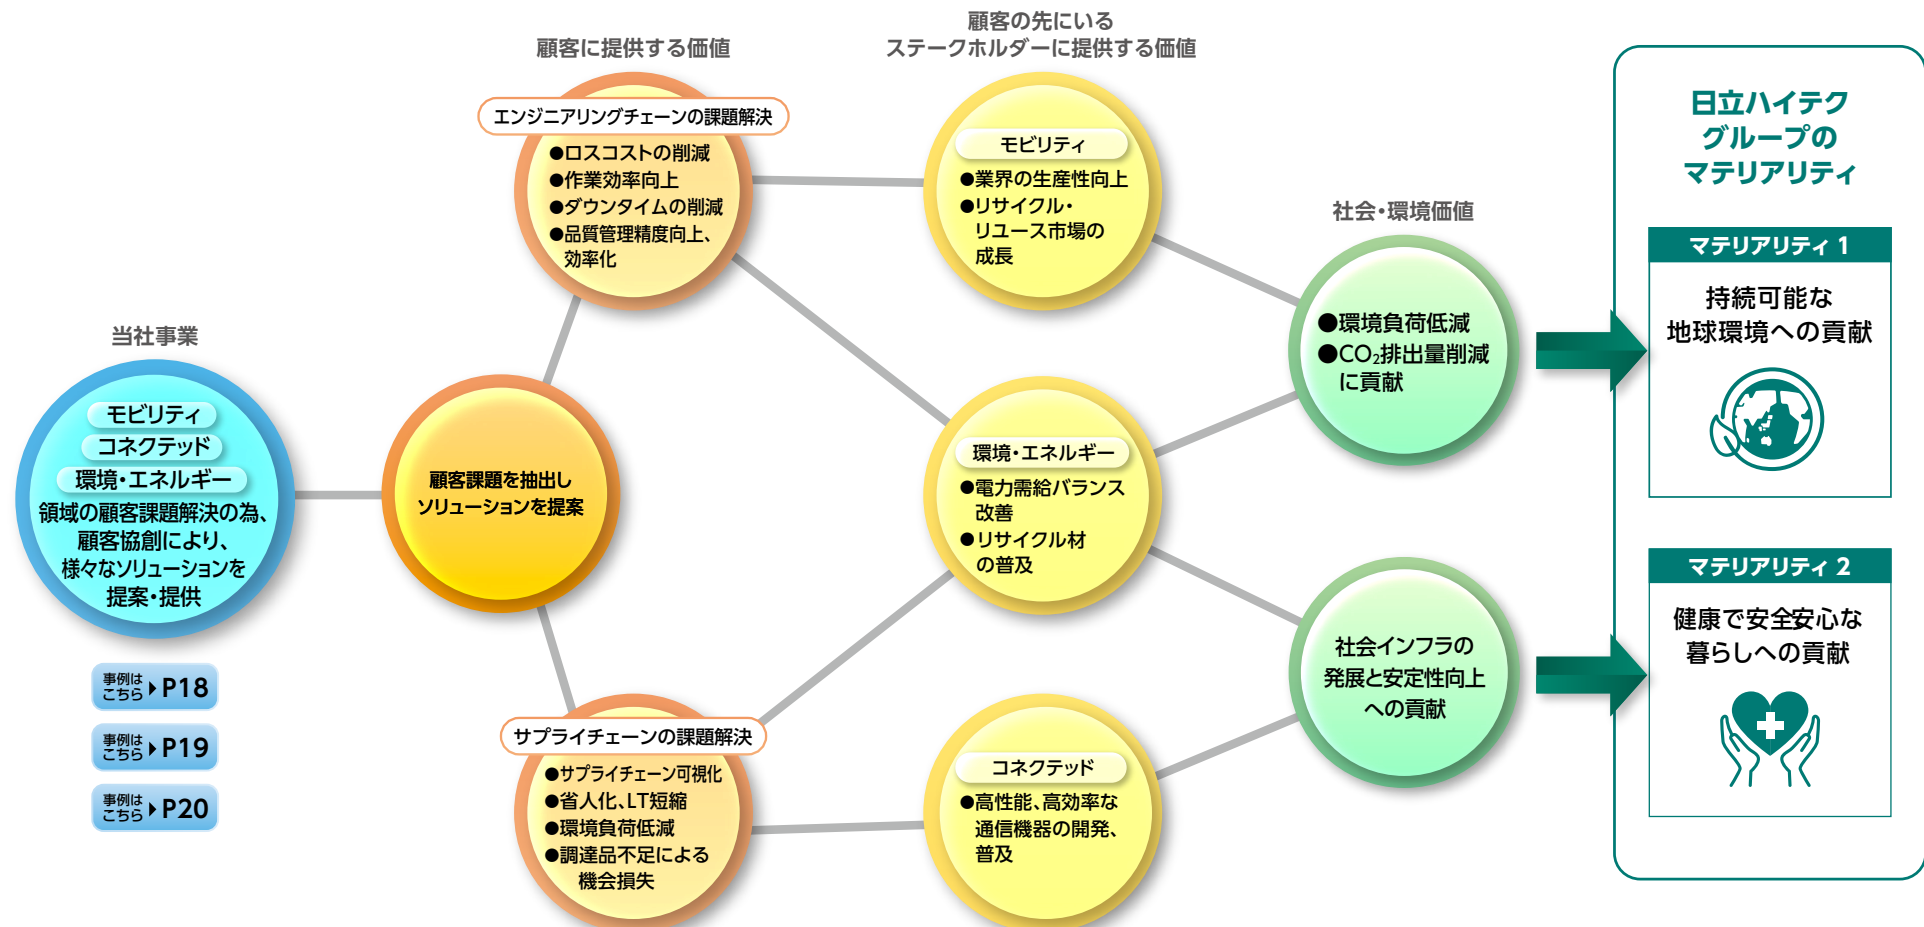 当社事業
モビリティ
コネクテッド
環境・エネルギー
領域の顧客課題解決の為、
顧客協創により、
様々なソリューションを
提案・提供
事例は
こちら
P18
事例は
こちら
P19
事例は
こちら
P20
顧客課題を抽出し
ソリューションを提案
顧客に提供する価値
エンジニアリングチェーンの課題解決
●ロスコストの削減
●作業効率向上
●ダウンタイムの削減
●品質管理精度向上、
効率化
サプライチェーンの課題解決
●サプライチェーン可視化
●省人化、LT短縮
●環境負荷低減
●調達品不足による
機会損失
顧客の先にいる
ステークホルダーに提供する価値
モビリティ
●業界の生産性向上
●リサイクル・
リユース市場の
成長
環境・エネルギー
●電力需給バランス
改善
●リサイクル材
の普及
コネクテッド
●高性能、高効率な
通信機器の開発、
普及
社会・環境価値
●環境負荷低減
●CO₂排出量削減
に貢献
社会インフラの
発展と安定性向上
への貢献
日立ハイテク
グループの
マテリアリティ
マテリアリティ 1
持続可能な
地球環境への貢献
マテリアリティ 2
健康で安全安心な
暮らしへの貢献